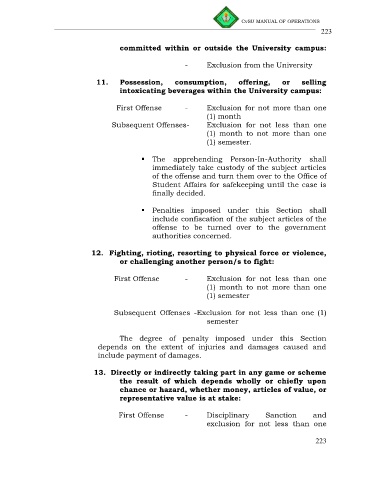 CvSU MANUAL OF OPERATIONS
223
committed within or outside the University campus:
- Exclusion from the University
11. Possession, consumption, offering, or selling
intoxicating beverages within the University campus:
First Offense - Exclusion for not more than one
(1) month
Subsequent Offenses- Exclusion for not less than one
(1) month to not more than one
(1) semester.
▪ The apprehending Person-In-Authority shall
immediately take custody of the subject articles
of the offense and turn them over to the Office of
Student Affairs for safekeeping until the case is
finally decided.
▪ Penalties imposed under this Section shall
include confiscation of the subject articles of the
offense to be turned over to the government
authorities concerned.
12. Fighting, rioting, resorting to physical force or violence,
or challenging another person/s to fight:
First Offense - Exclusion for not less than one
(1) month to not more than one
(1) semester
Subsequent Offenses -Exclusion for not less than one (1)
semester
The degree of penalty imposed under this Section
depends on the extent of injuries and damages caused and
include payment of damages.
13. Directly or indirectly taking part in any game or scheme
the result of which depends wholly or chiefly upon
chance or hazard, whether money, articles of value, or
representative value is at stake:
First Offense - Disciplinary Sanction and
exclusion for not less than one
223